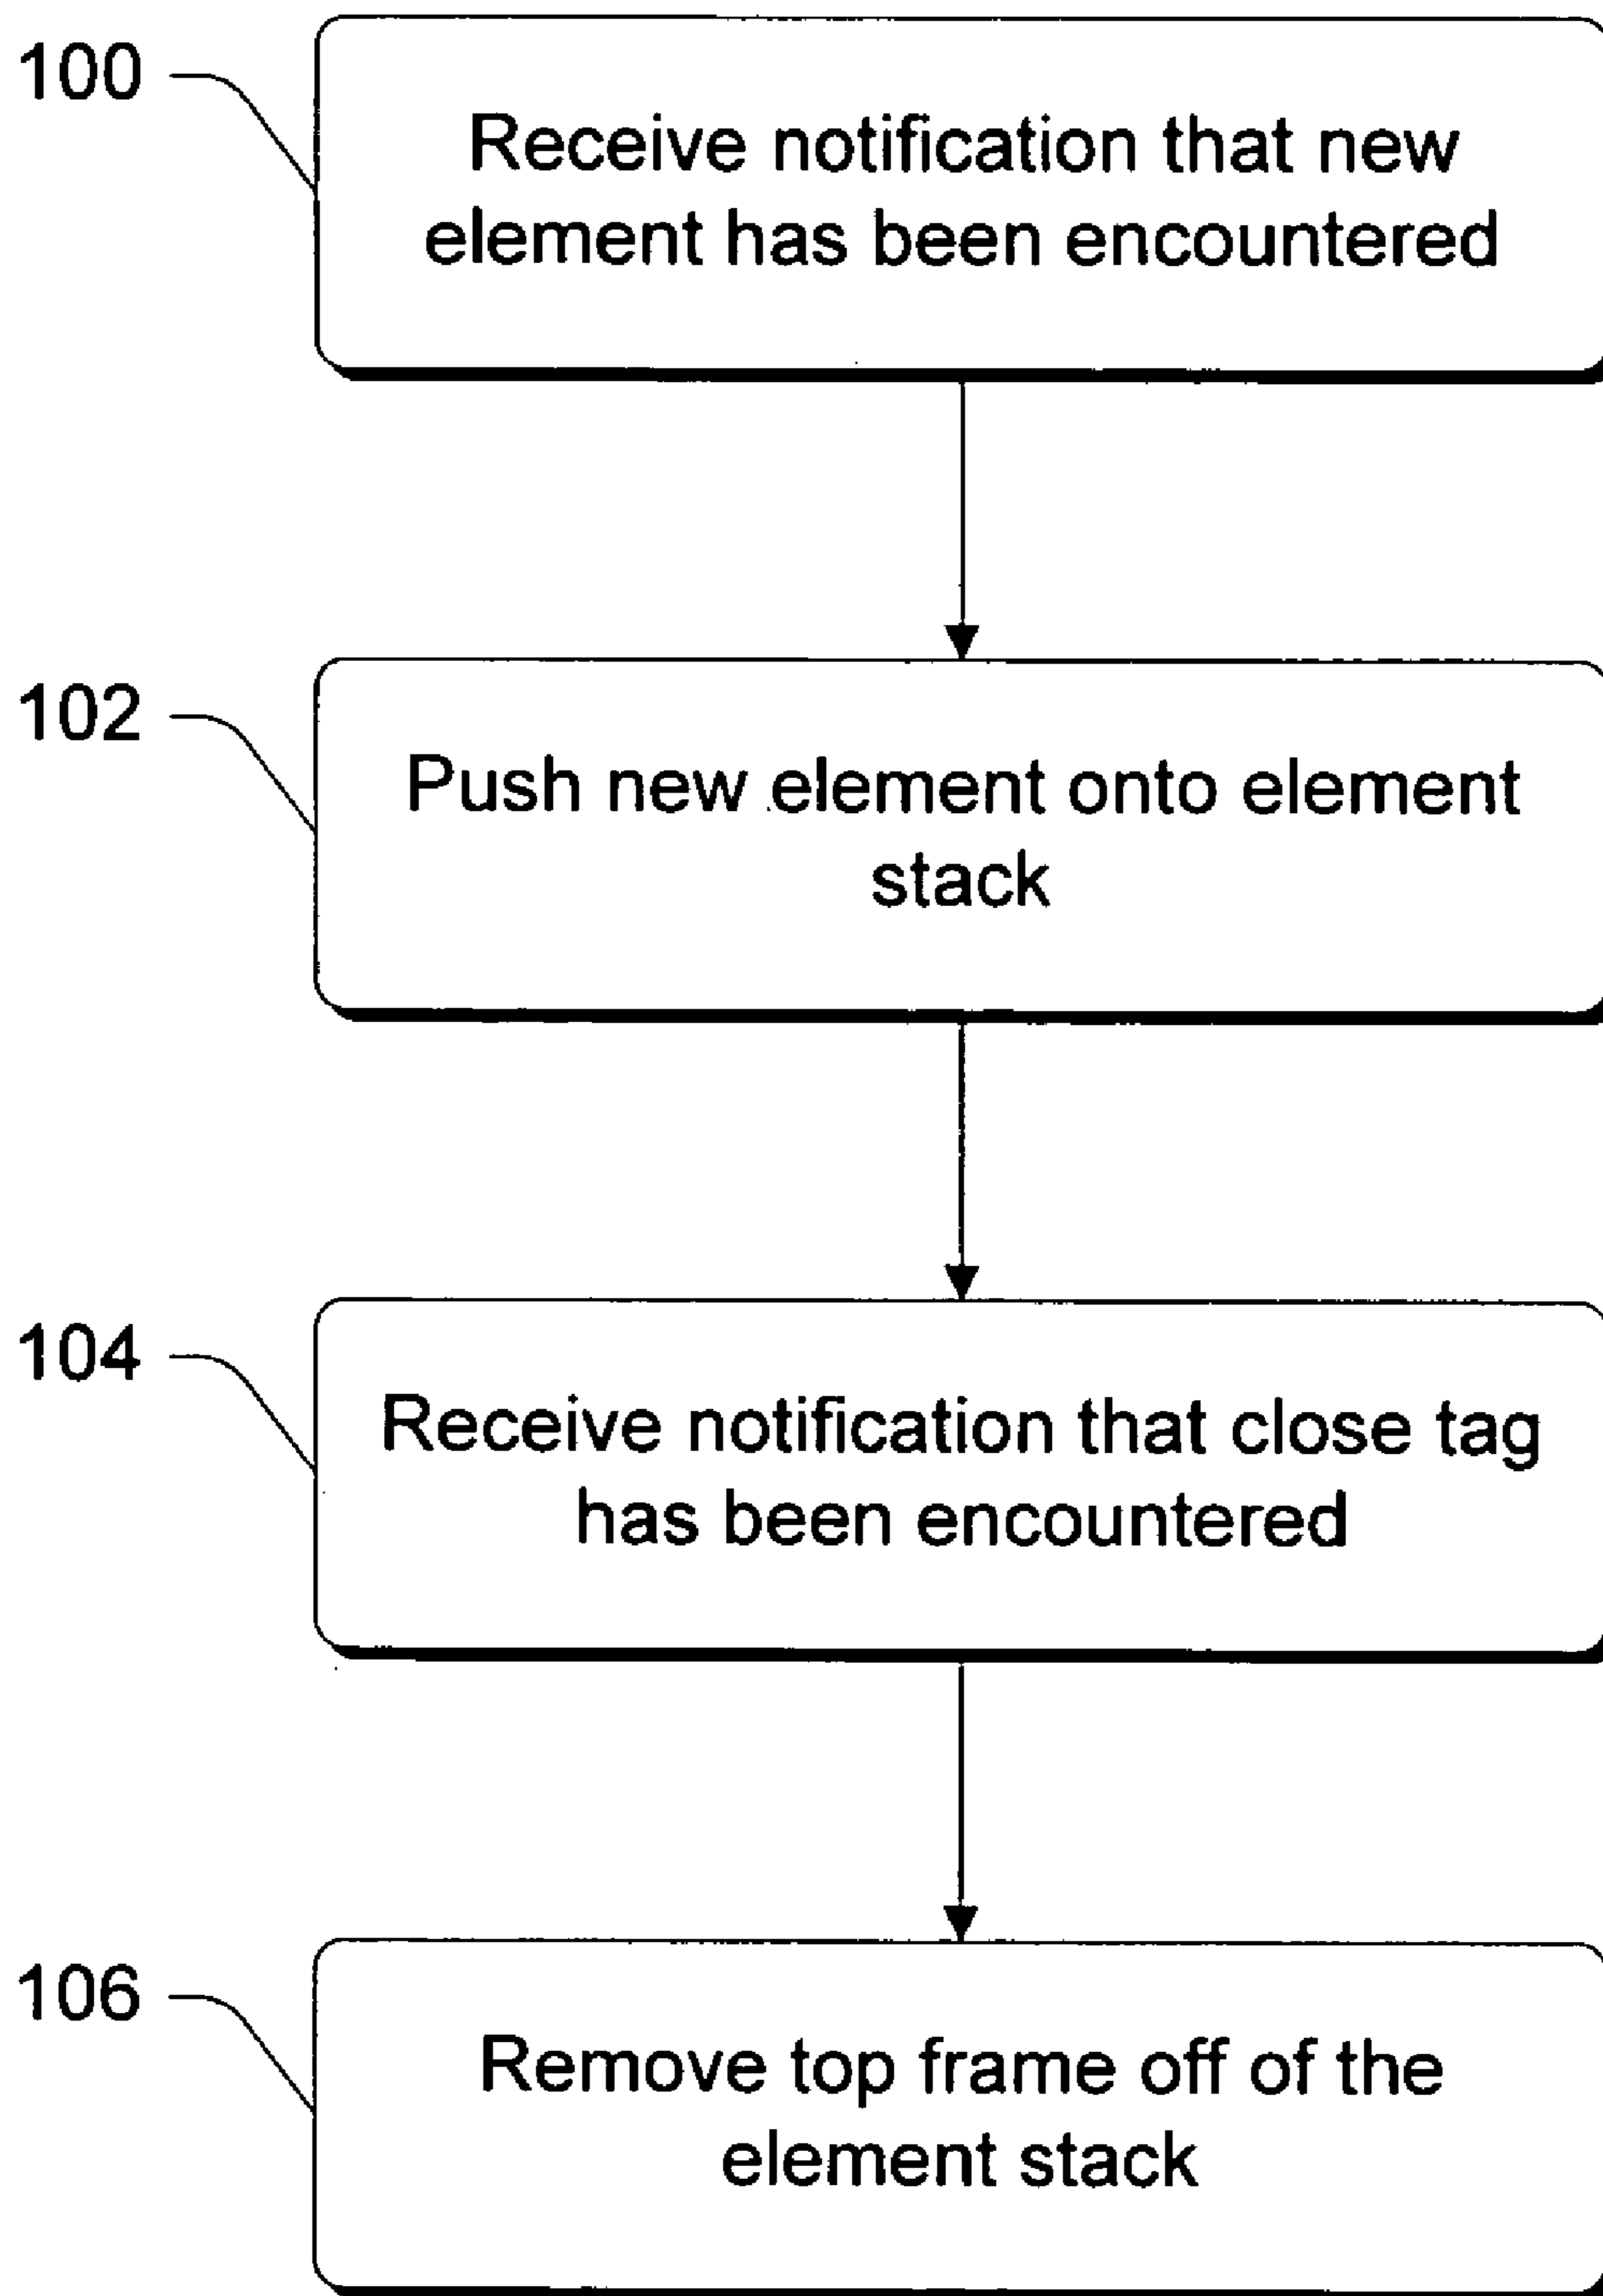 100
Receive notification that new
element has been encountered
102
Push new element onto element
stack
104
Receive notification that close tag
has been encountered
106
Remove top frame off of the
element stack